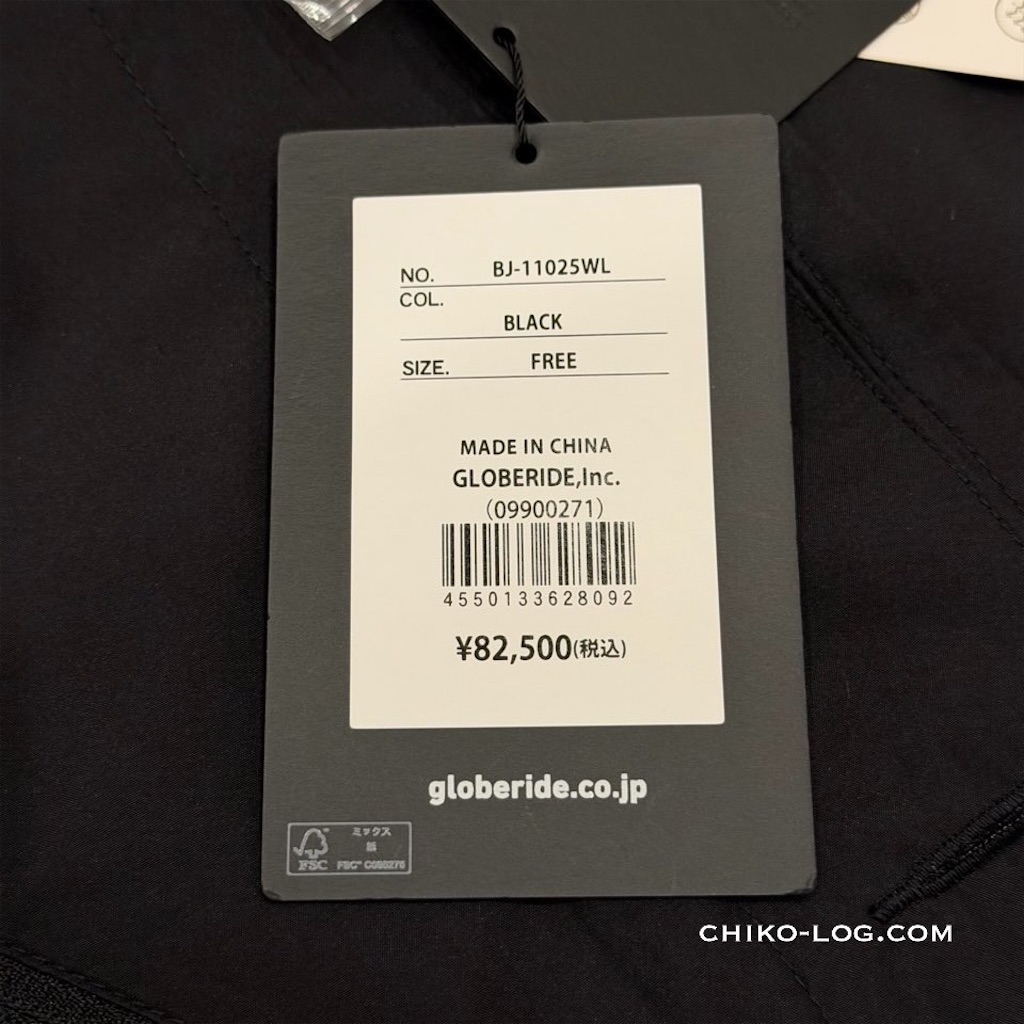 NO. BJ-11025WL
COL.
BLACK
SIZE. FREE
MADE IN CHINA
GLOBERIDE,Inc.
(09900271)
4550133628092
¥82,500(税込)
globeride.co.jp
ミックス
紙
FSC
FSC™
CHIKO-LOG.COM